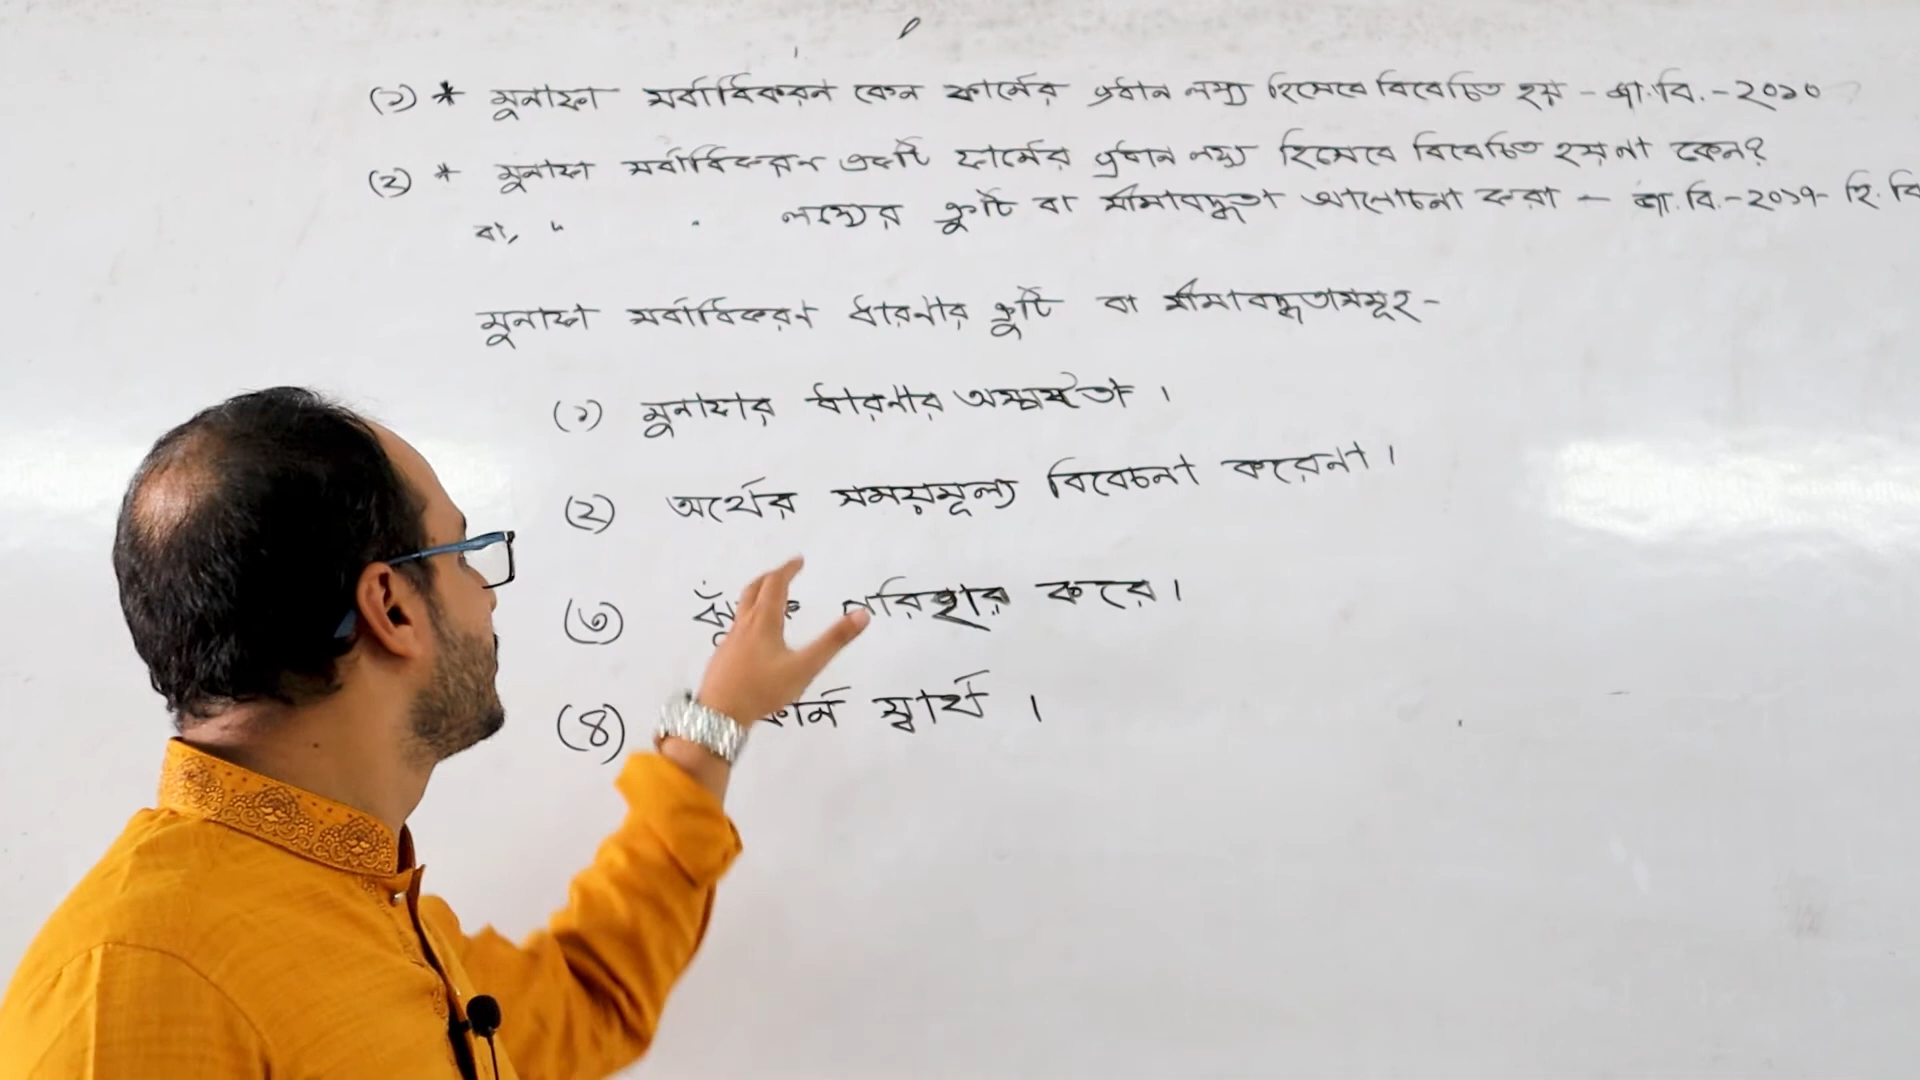 (১) * মুনাফা সর্বাধিকরন কেন ফার্মের প্রধান লক্ষ্য হিসেবে বিবেচিত হয় - জা.বি.-২০১০
(২) * মুনাফা সর্বাধিকরন একটি ফার্মের প্রধান লক্ষ্য হিসেবে বিবেচিত হয়না কেন?
বা, " " লক্ষ্যের ত্রুটি বা সীমাবদ্ধতা আলোচনা করা - জা.বি.-২০১৭- হি. বি
মুনাফা সর্বাধিকরণ ধারনার ত্রুটি বা সীমাবদ্ধতাসমূহ-
(১) মুনাফার ধারনার অস্পষ্টতা।
(২) অর্থের সময়মূল্য বিবেচনা করেনা।
(৩) পরিহার করে।
(৪) ফার্ম স্বার্থ।